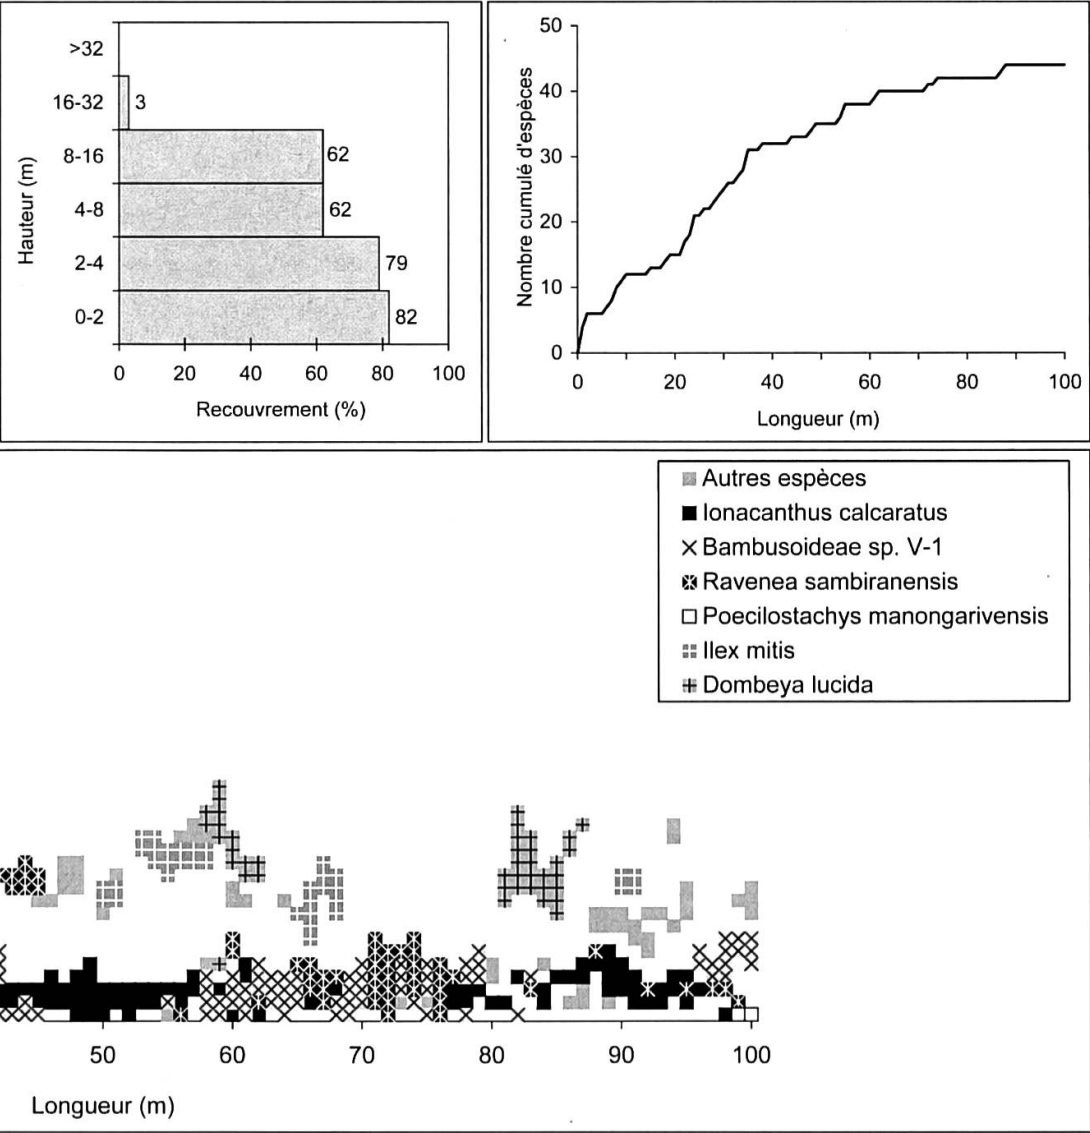 >32
16-32
8-16
4-8
2-4
0-2
Hauteur (m)
3
62
62
79
82
0 20 40 60 80 100
Recouvrement (%)
50
40
30
20
10
0
Nombre cumulé d'espèces
0 20 40 60 80 100
Longueur (m)
Autres espèces
Ionacanthus calcaratus
Bambusoideae sp. V-1
Ravenea sambiranensis
Poecilostachys manongarivensis
Ilex mitis
Dombeya lucida
50 60 70 80 90 100
Longueur (m)